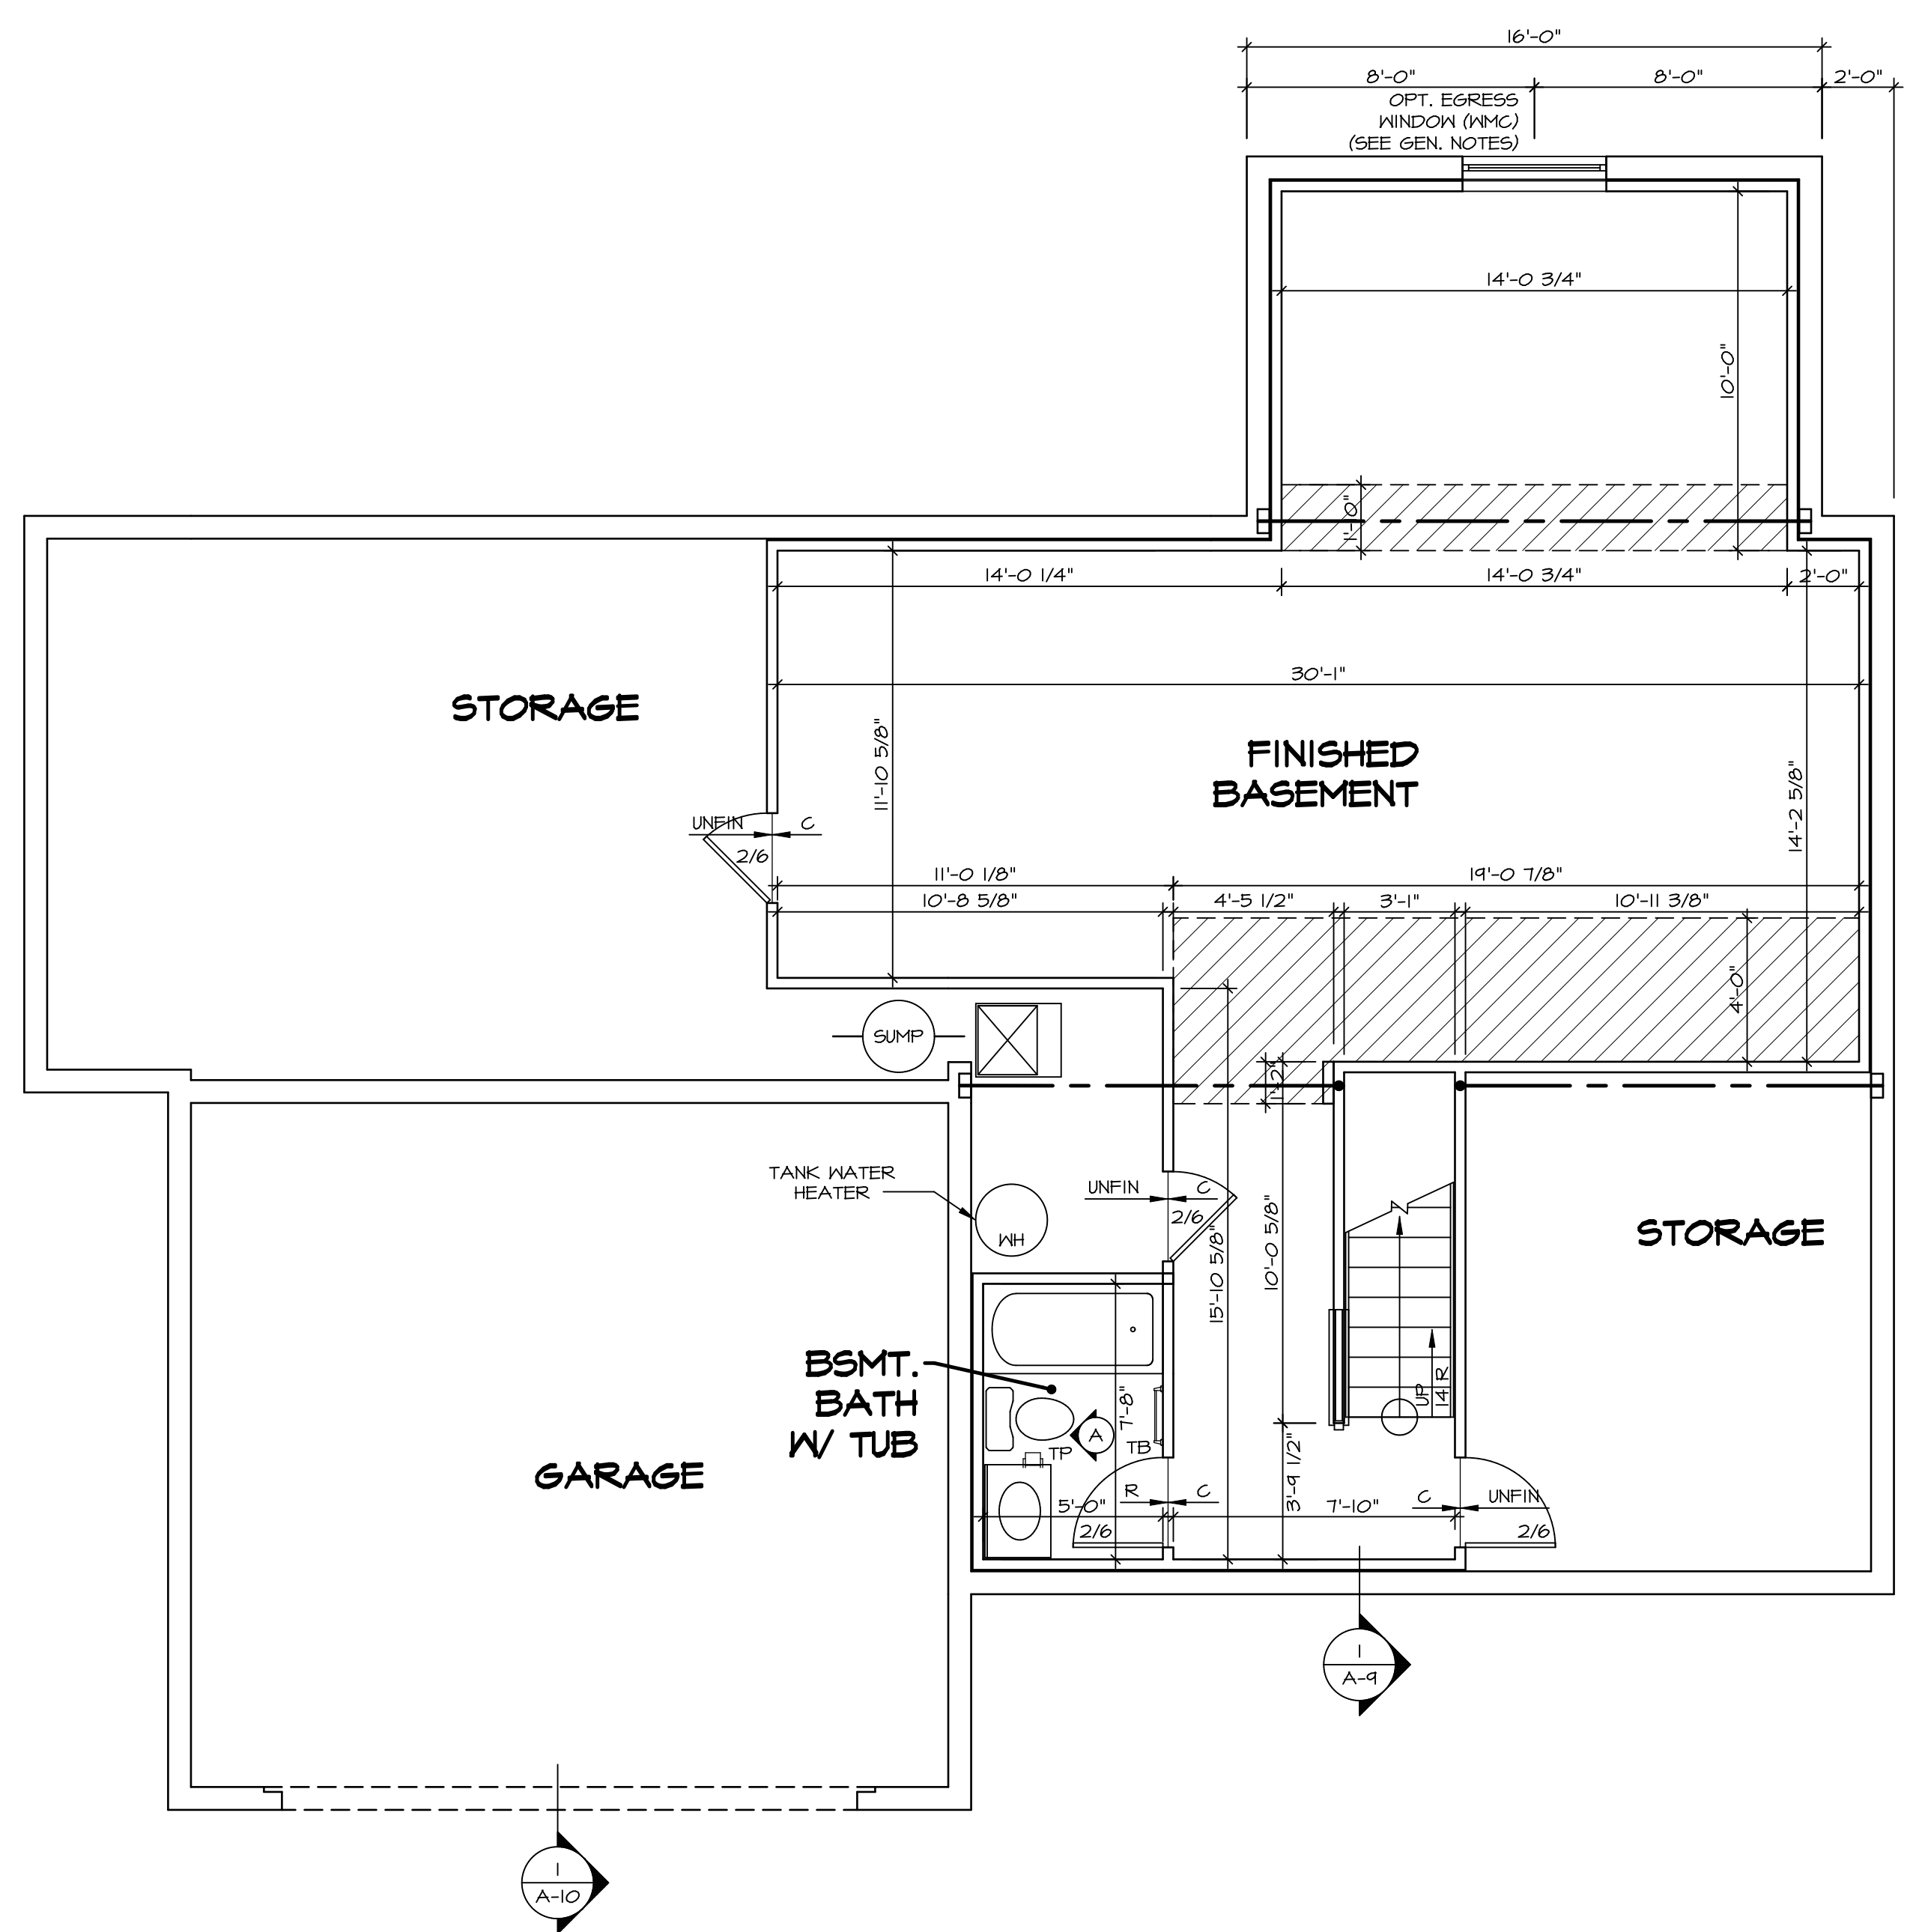 16'-0"
8'-0"
8'-0"
2'-0"
OPT. EGRESS
WINDOW (WMC)
(SEE GEN. NOTES)
14'-0 3/4"
10'-0"
1'-10"
14'-0 1/4"
14'-0 3/4"
2'-0"
30'-1"
STORAGE
11'-10 5/8"
FINISHED
BASEMENT
14'-2 5/8"
UNFIN
C
2/6
11'-0 1/8"
19'-0 7/8"
10'-8 5/8"
4'-5 1/2"
3'-1"
10'-11 3/8"
4'-0"
SUMP
1'-2"
TANK WATER
HEATER
WH
UNFIN
C
2/6
15'-10 5/8"
10'-0 5/8"
STORAGE
BSMT.
BATH
W/ TUB
7'-8"
UP
14 R
A
TP
TB
GARAGE
3'-9 1/2"
R
C
5'-0"
2/6
7'-10"
C
UNFIN
2/6
1
A-9
1
A-10